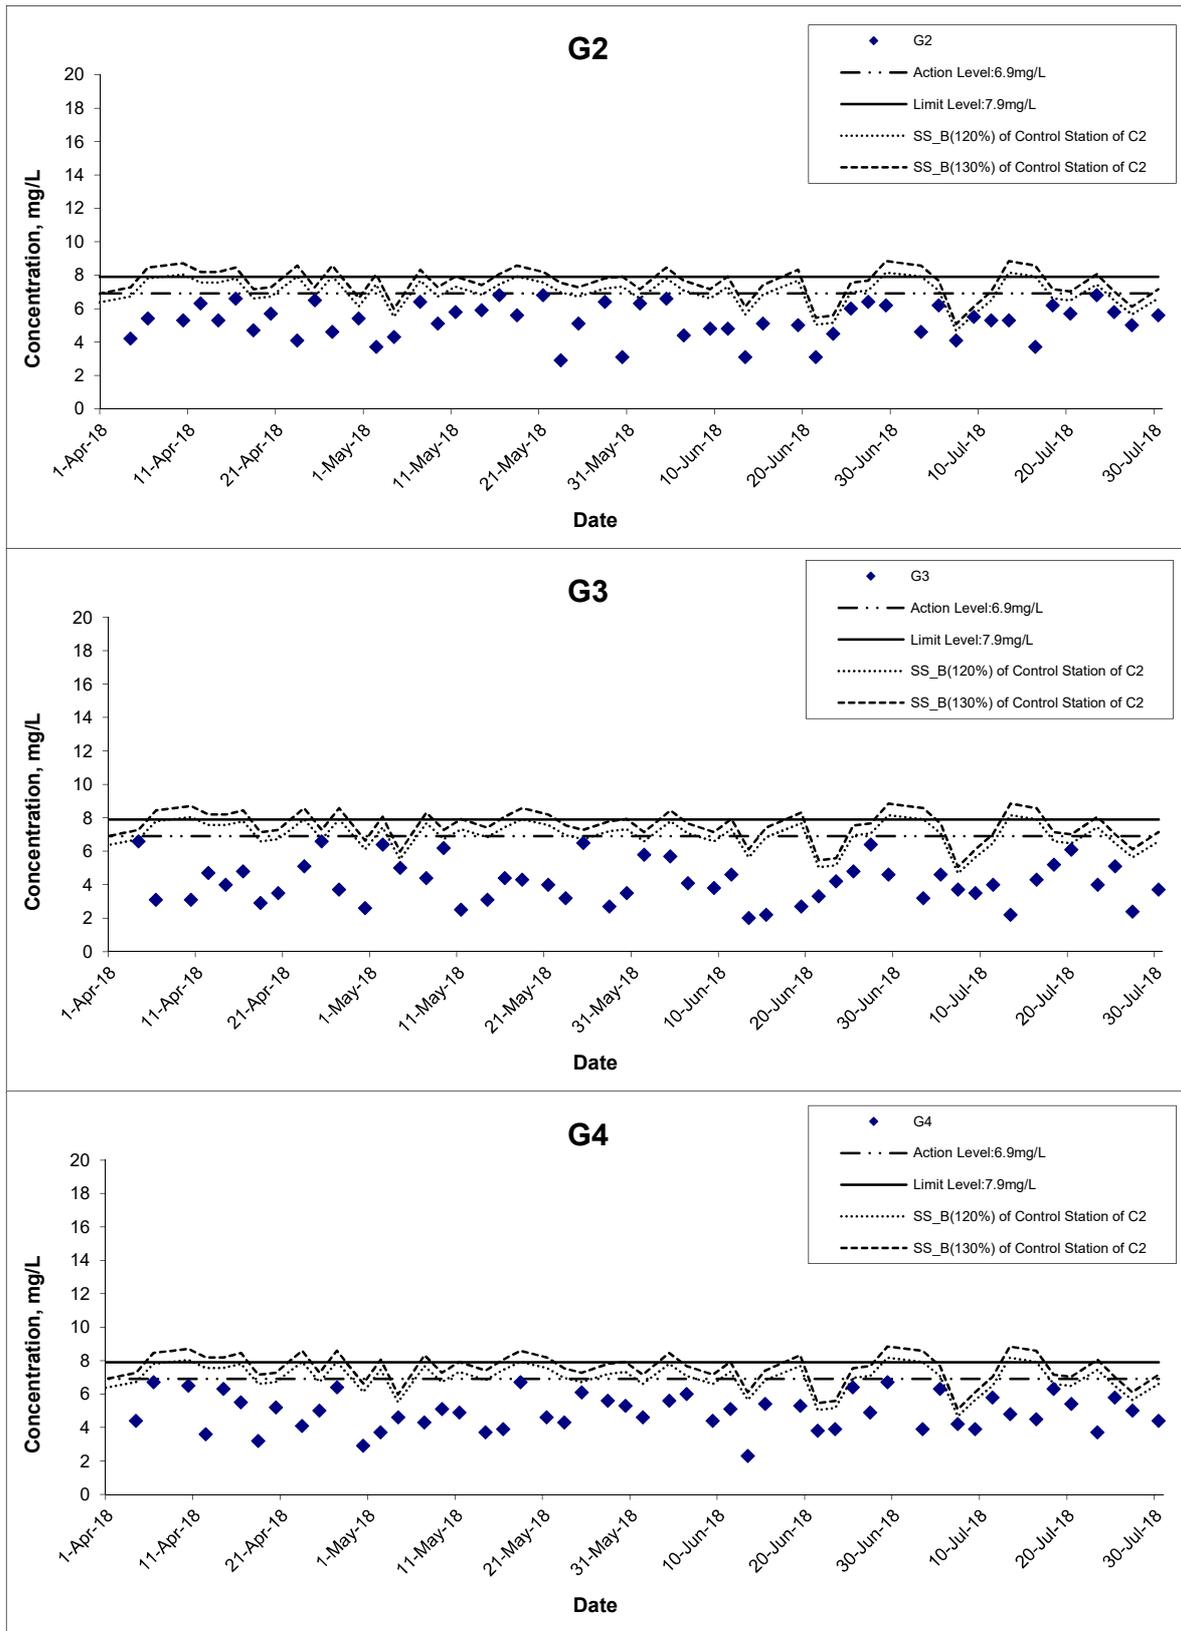 G2
G2
Action Level:6.9mg/L
Limit Level:7.9mg/L
SS_B(120%) of Control Station of C2
SS_B(130%) of Control Station of C2
Concentration, mg/L
20
18
16
14
12
10
8
6
4
2
0
1-Apr-18
11-Apr-18
21-Apr-18
1-May-18
11-May-18
21-May-18
31-May-18
10-Jun-18
20-Jun-18
30-Jun-18
10-Jul-18
20-Jul-18
30-Jul-18
Date
G3
G3
Action Level:6.9mg/L
Limit Level:7.9mg/L
SS_B(120%) of Control Station of C2
SS_B(130%) of Control Station of C2
Concentration, mg/L
20
18
16
14
12
10
8
6
4
2
0
1-Apr-18
11-Apr-18
21-Apr-18
1-May-18
11-May-18
21-May-18
31-May-18
10-Jun-18
20-Jun-18
30-Jun-18
10-Jul-18
20-Jul-18
30-Jul-18
Date
G4
G4
Action Level:6.9mg/L
Limit Level:7.9mg/L
SS_B(120%) of Control Station of C2
SS_B(130%) of Control Station of C2
Concentration, mg/L
20
18
16
14
12
10
8
6
4
2
0
1-Apr-18
11-Apr-18
21-Apr-18
1-May-18
11-May-18
21-May-18
31-May-18
10-Jun-18
20-Jun-18
30-Jun-18
10-Jul-18
20-Jul-18
30-Jul-18
Date